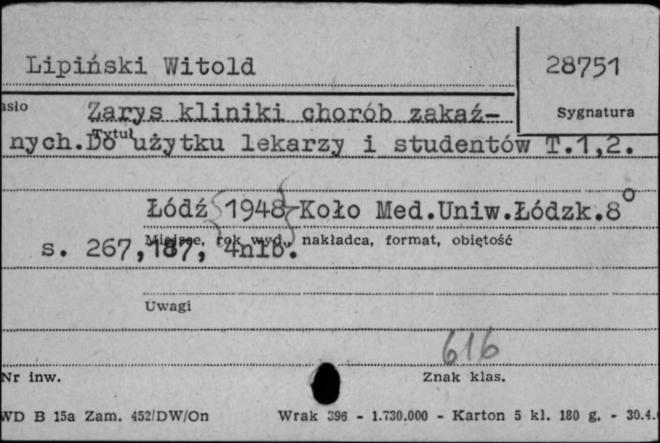 Lipiński Witold
28751
asło
Zarys kliniki chorób zakaź-
Sygnatura
Tytuł
nych.Do użytku lekarzy i studentów T.1,2.
Łódź 1948 Koło Med.Uniw.Łódzk.8°
Miejsce, rok wyd., nakładca, format, objętość
s. 267,187, 4nlb.
Uwagi
616
Nr inw.
Znak klas.
WD B 15a Zam. 452/DW/On Wrak 396 - 1.730.000 - Karton 5 kl. 180 g. - 30.4.